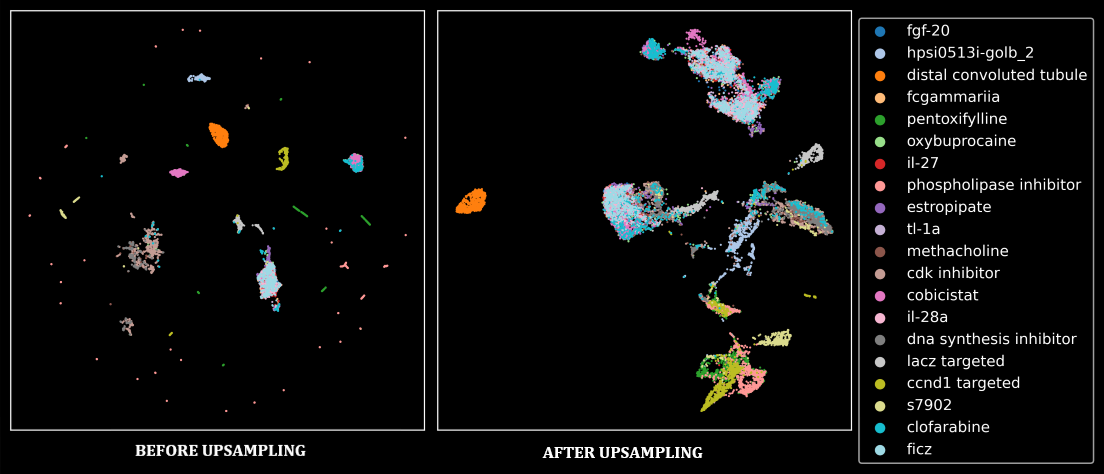 fgf-20
hpsi0513i-golb_2
distal convoluted tubule
fcgammariia
pentoxifylline
oxybuprocaine
il-27
phospholipase inhibitor
estropipate
tl-1a
methacholine
cdk inhibitor
cobicistat
il-28a
dna synthesis inhibitor
lacz targeted
ccnd1 targeted
s7902
clofarabine
ficz
BEFORE UPSAMPLING
AFTER UPSAMPLING